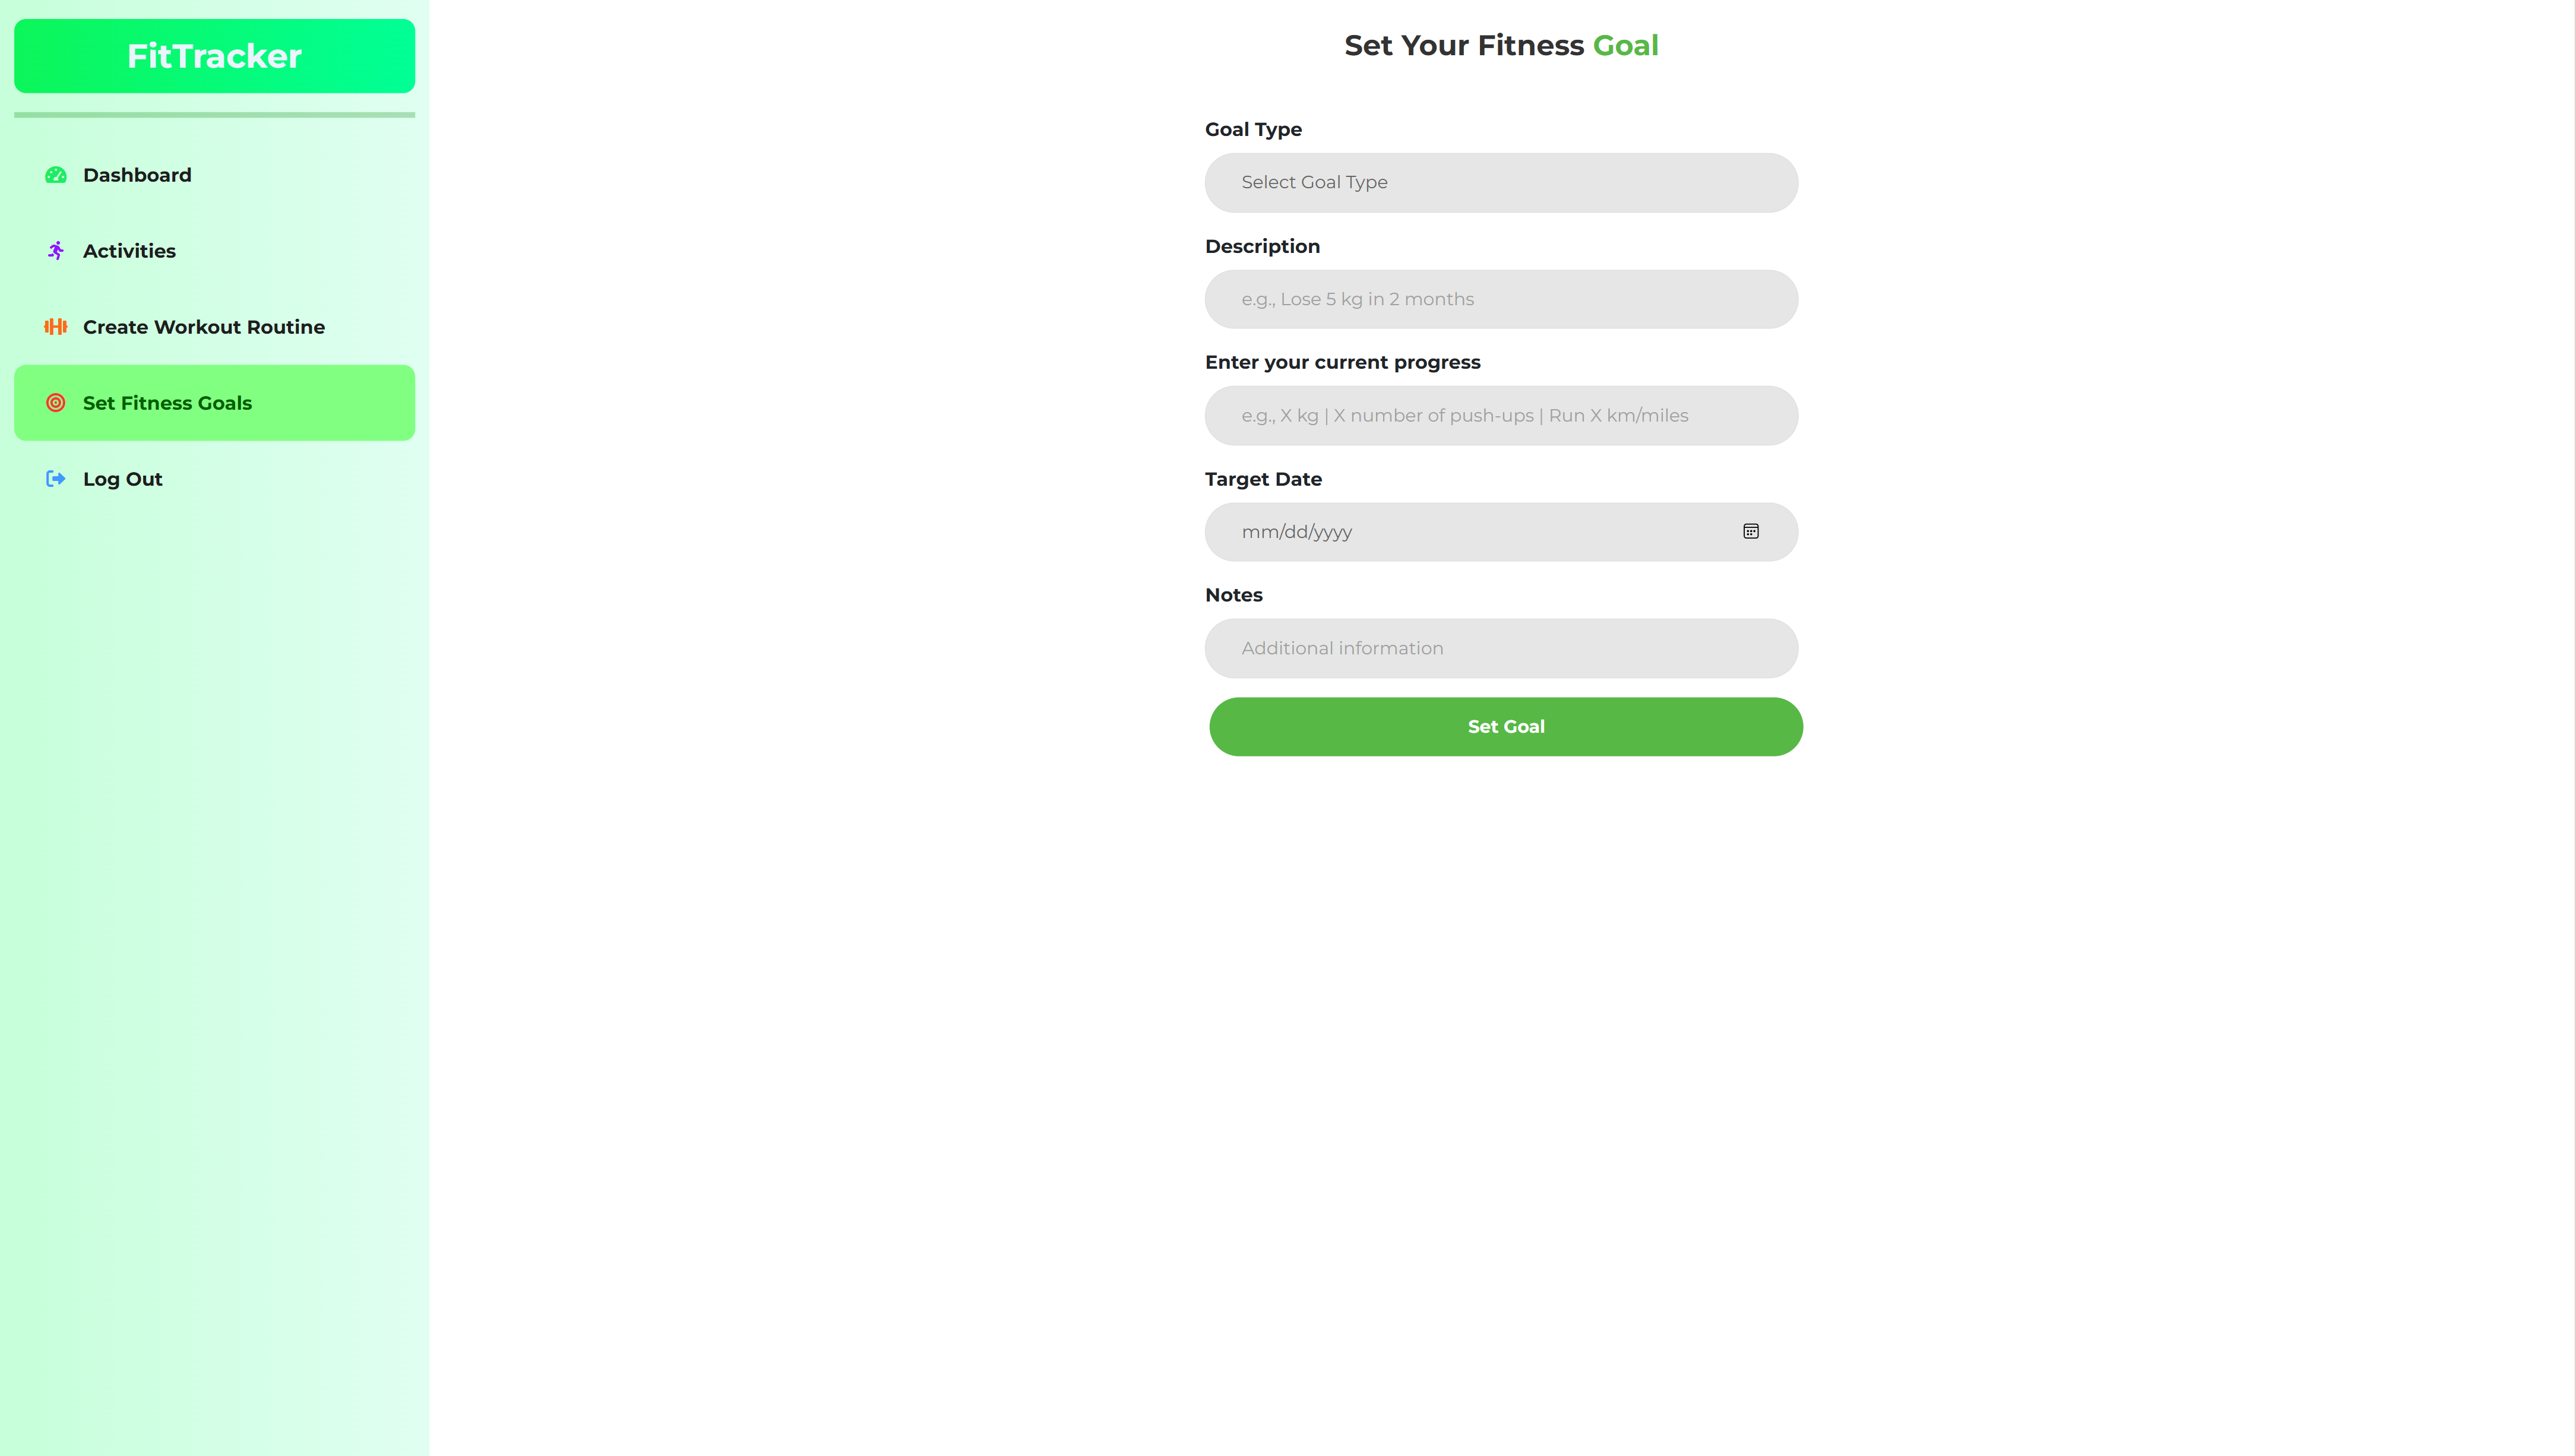 FitTracker
Dashboard
Activities
Create Workout Routine
Set Fitness Goals
Log Out
Set Your Fitness Goal
Goal Type
Select Goal Type
Description
e.g., Lose 5 kg in 2 months
Enter your current progress
e.g., X kg | X number of push-ups | Run X km/miles
Target Date
mm/dd/yyyy
Notes
Additional information
Set Goal